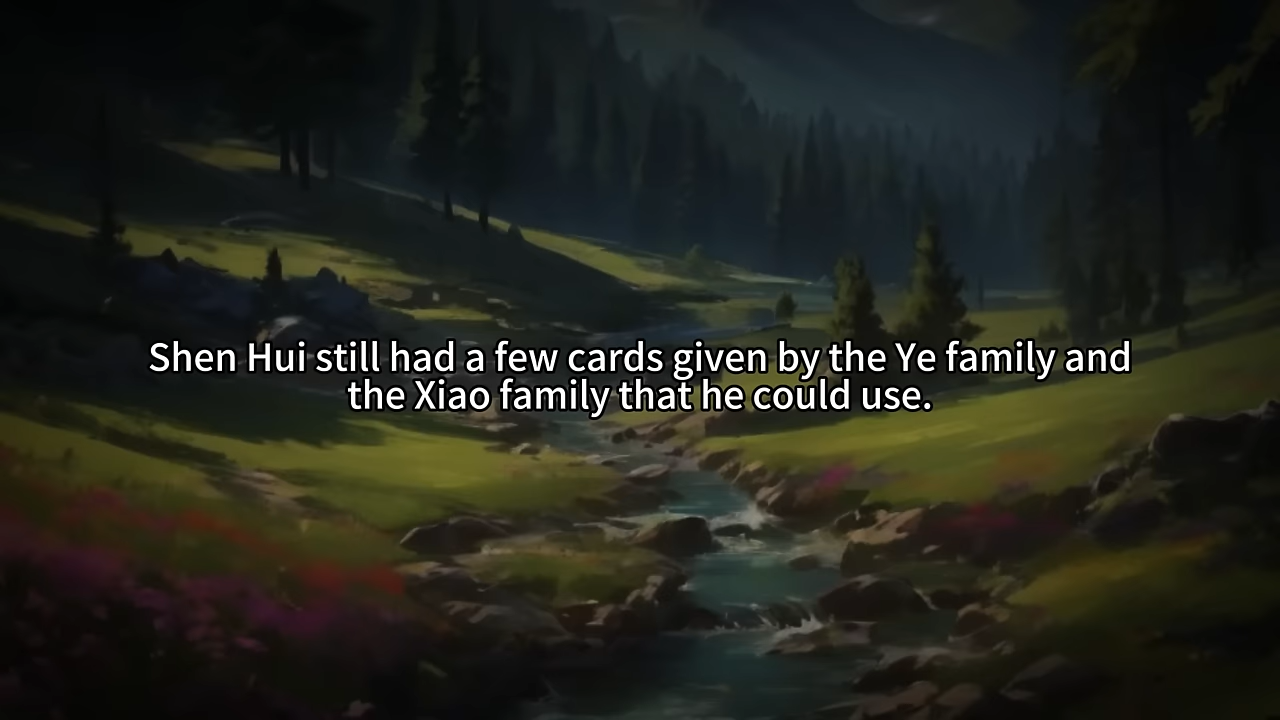 Shen Hui still had a few cards given by the Ye family and
the Xiao family that he could use.